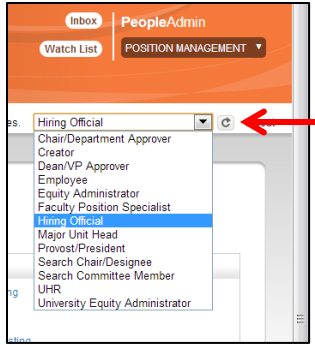 Inbox PeopleAdmin
Watch List POSITION MANAGEMENT
es. Hiring Official
Chair/Department Approver
Creator
Dean/VP Approver
Employee
Equity Administrator
Faculty Position Specialist
Hiring Official
Major Unit Head
Provost/President
Search Chair/Designee
Search Committee Member
ng UHR
University Equity Administrator
sting